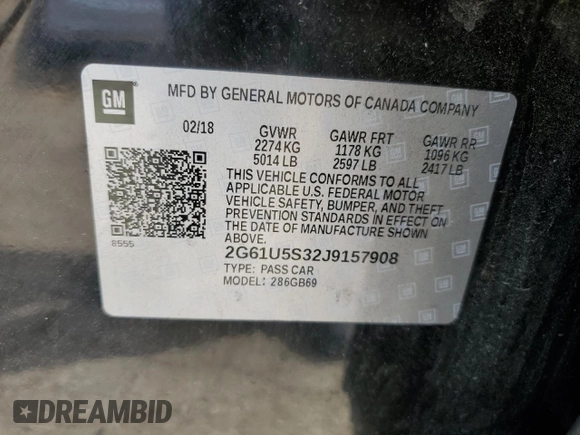 GM
MFD BY GENERAL MOTORS OF CANADA COMPANY
02/18 GVWR GAWR FRT GAWR RR
2274 KG 1178 KG 1096 KG
5014 LB 2597 LB 2417 LB
THIS VEHICLE CONFORMS TO ALL
APPLICABLE U.S. FEDERAL MOTOR
VEHICLE SAFETY, BUMPER, AND THEFT
PREVENTION STANDARDS IN EFFECT ON
THE DATE OF MANUFACTURE SHOWN
ABOVE.
8555
2G61U5S32J9157908
TYPE: PASS CAR
MODEL: 286GB69
DREAMBID